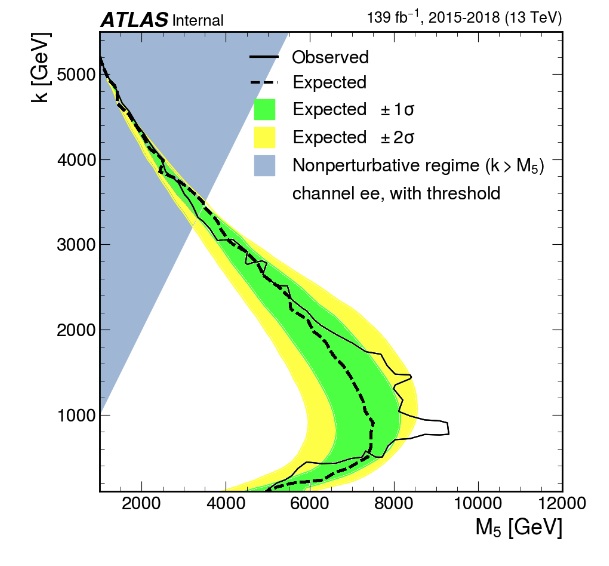 ATLAS Internal
139 fb⁻¹, 2015-2018 (13 TeV)
k [GeV]
Observed
Expected
Expected ± 1σ
Expected ± 2σ
Nonperturbative regime (k > M₅)
channel ee, with threshold
5000
4000
3000
2000
1000
2000 4000 6000 8000 10000 12000
M₅ [GeV]